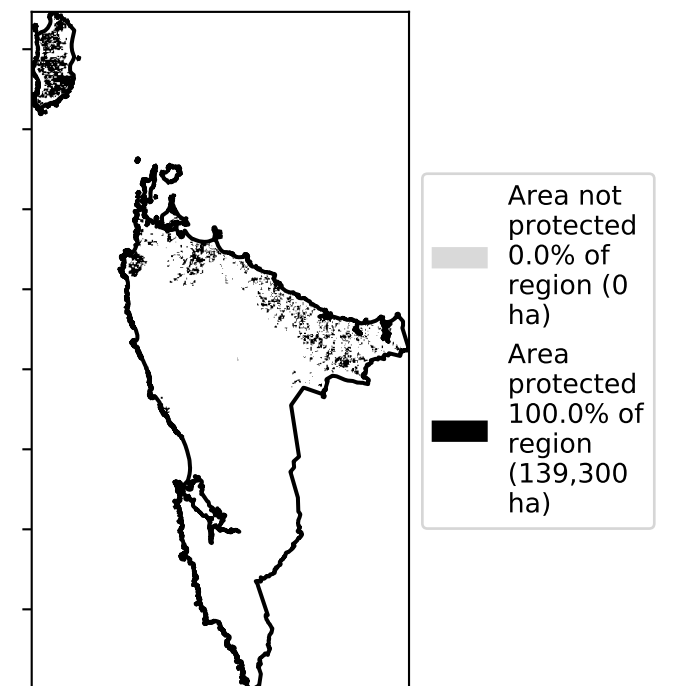 Area not
protected
0.0% of
region (0
ha)
Area
protected
100.0% of
region
(139,300
ha)